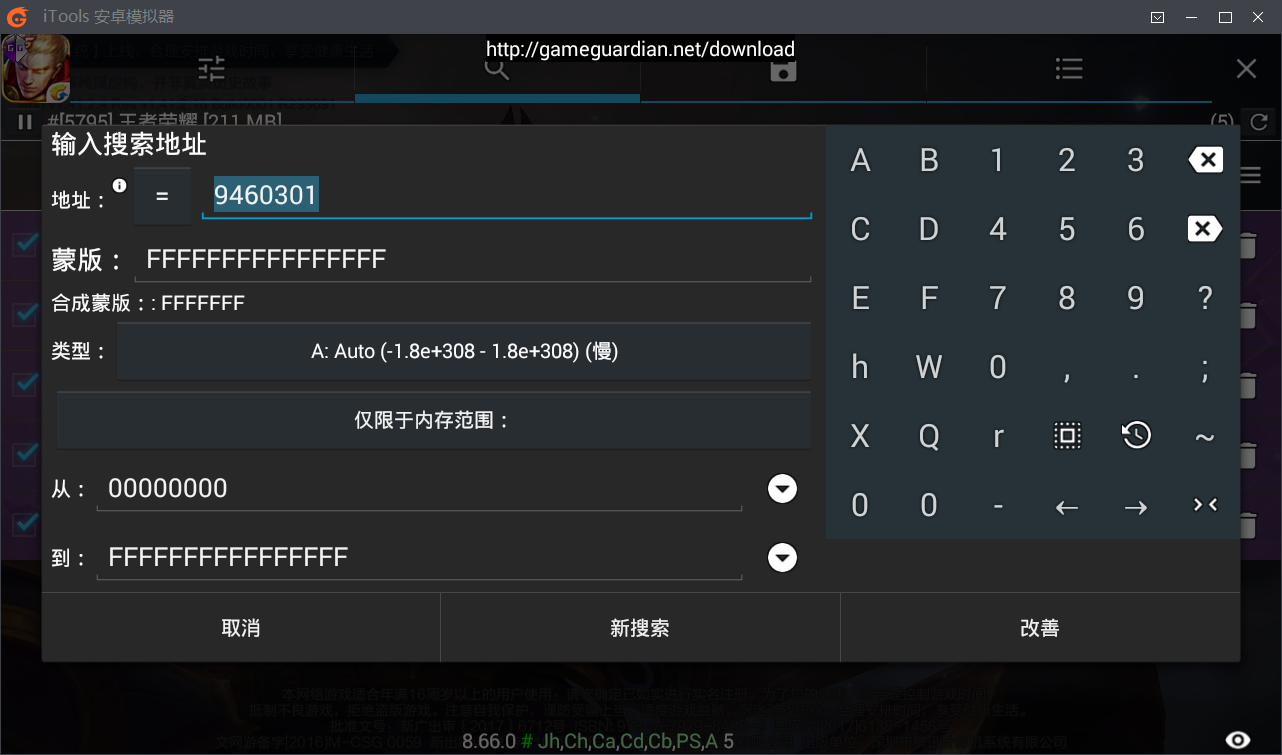 iTools 安卓模拟器
http://gameguardian.net/download
#[5795] 王者荣耀 [211 MB]
(5)
输入搜索地址
地址： = 9460301
蒙版： FFFFFFFFFFFFFFFF
合成蒙版：: FFFFFFF
类型： A: Auto (-1.8e+308 - 1.8e+308) (慢)
仅限于内存范围：
从： 00000000
到： FFFFFFFFFFFFFFFF
取消 新搜索 改善
A B 1 2 3
C D 4 5 6
E F 7 8 9 ?
h W 0 , . ;
X Q r ~
0 0 - ← → ><
8.66.0 # Jh,Ch,Ca,Cd,Cb,PS,A 5